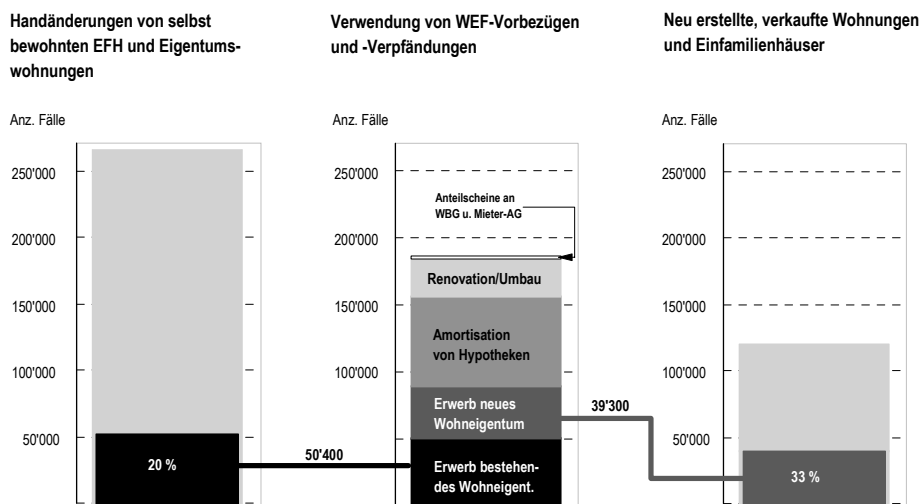 Handänderungen von selbst
bewohnten EFH und Eigentums-
wohnungen
Anz. Fälle
250'000
200'000
150'000
100'000
50'000
20 %
50'400
Verwendung von WEF-Vorbezügen
und -Verpfändungen
Anz. Fälle
250'000
200'000
150'000
100'000
Anteilscheine an
WBG u. Mieter-AG
Renovation/Umbau
Amortisation
von Hypotheken
Erwerb neues
Wohneigentum
Erwerb bestehen-
des Wohneigent.
39'300
Neu erstellte, verkaufte Wohnungen
und Einfamilienhäuser
Anz. Fälle
250'000
200'000
150'000
100'000
50'000
33 %